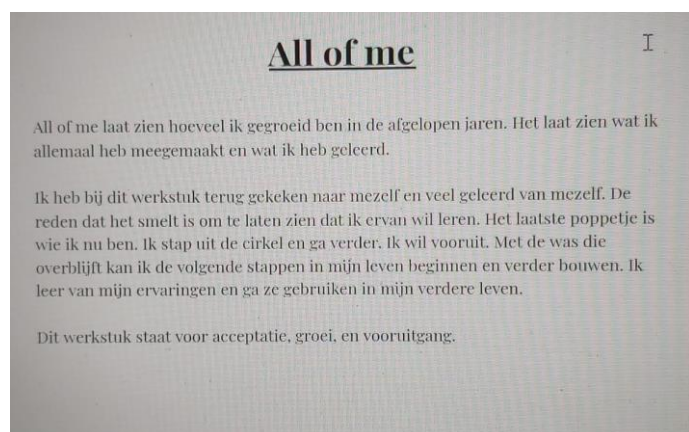 All of me
All of me laat zien hoeveel ik gegroeid ben in de afgelopen jaren. Het laat zien wat ik
allemaal heb meegemaakt en wat ik heb geleerd.
Ik heb bij dit werkstuk terug gekeken naar mezelf en veel geleerd van mezelf. De
reden dat het smelt is om te laten zien dat ik ervan wil leren. Het laatste poppetje is
wie ik nu ben. Ik stap uit de cirkel en ga verder. Ik wil vooruit. Met de was die
overblijft kan ik de volgende stappen in mijn leven beginnen en verder bouwen. Ik
leer van mijn ervaringen en ga ze gebruiken in mijn verdere leven.
Dit werkstuk staat voor acceptatie, groei, en vooruitgang.